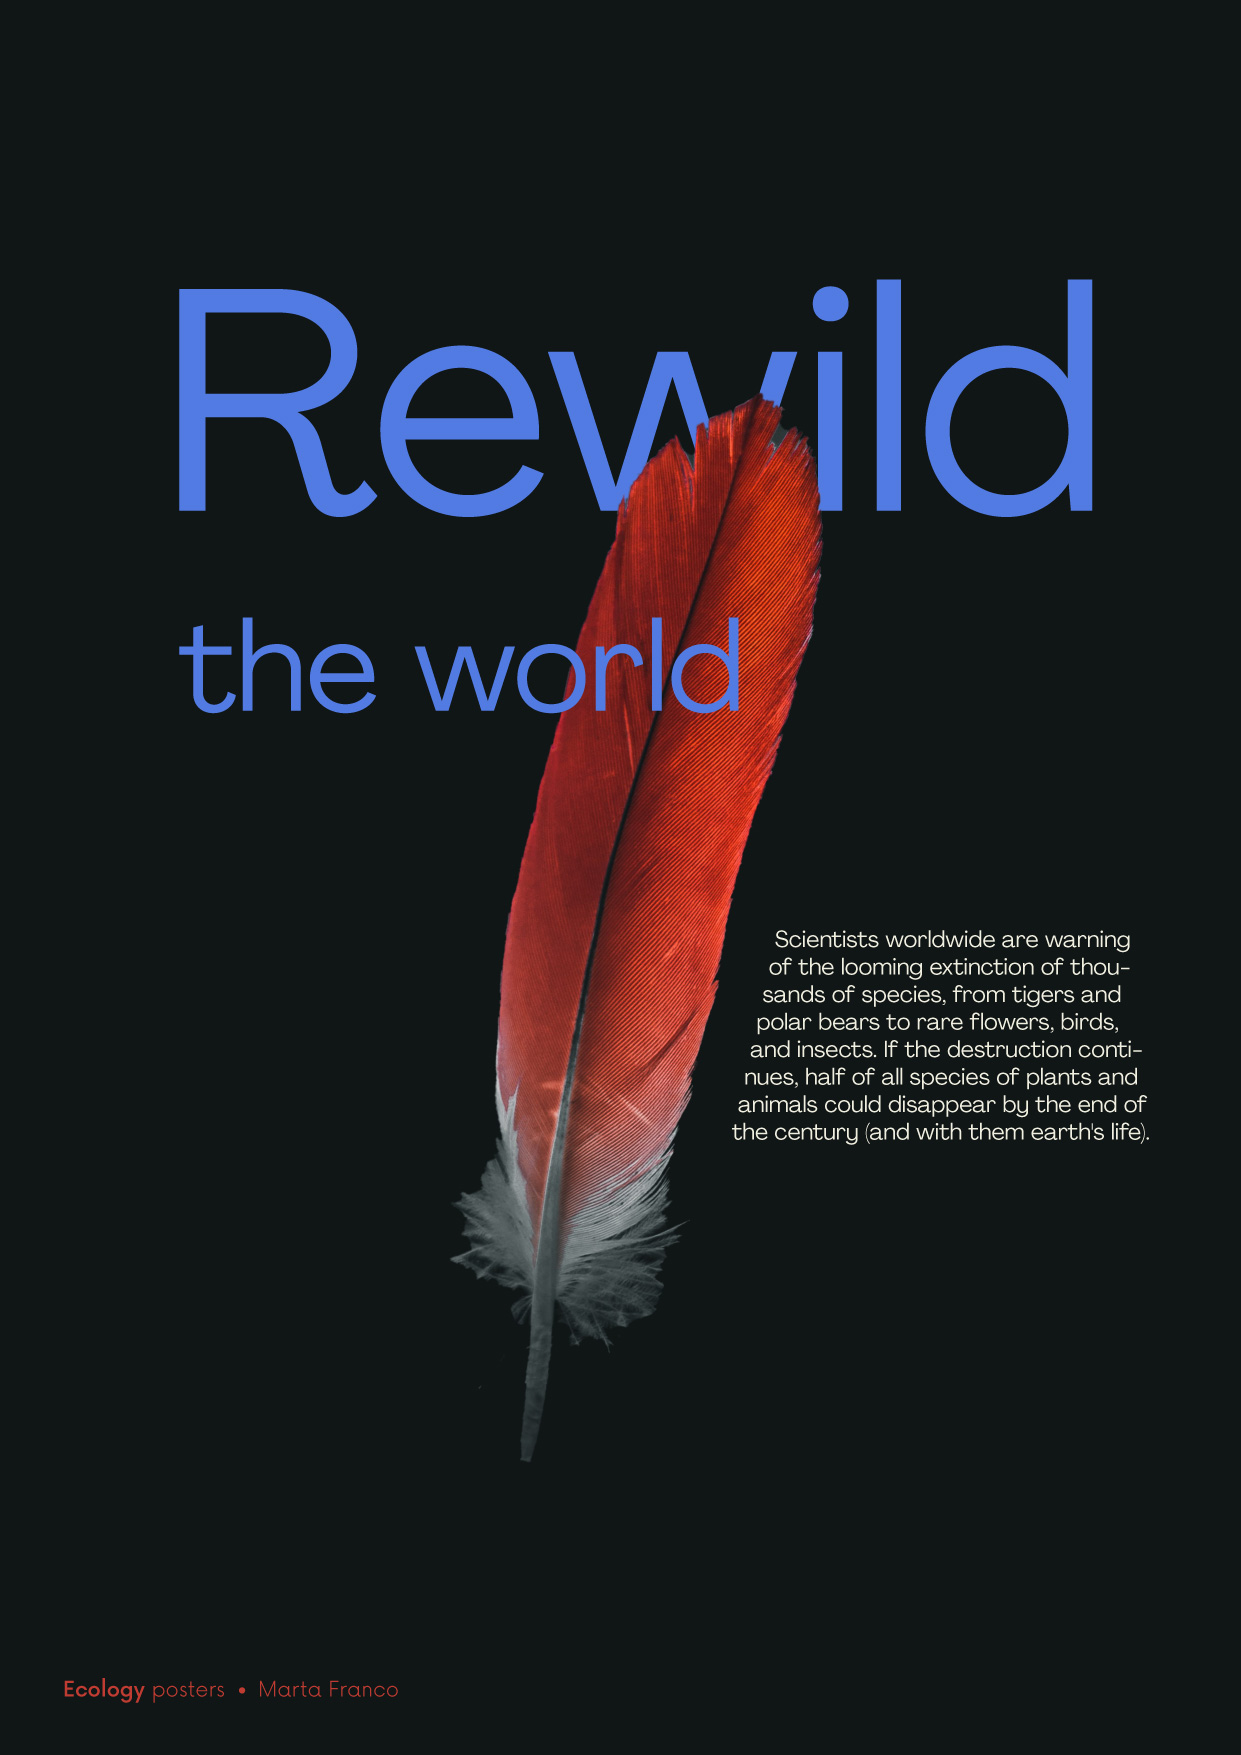 Rewild
the world
Scientists worldwide are warning
of the looming extinction of thou-
sands of species, from tigers and
polar bears to rare flowers, birds,
and insects. If the destruction conti-
nues, half of all species of plants and
animals could disappear by the end of
the century (and with them earth's life).
Ecology posters • Marta Franco